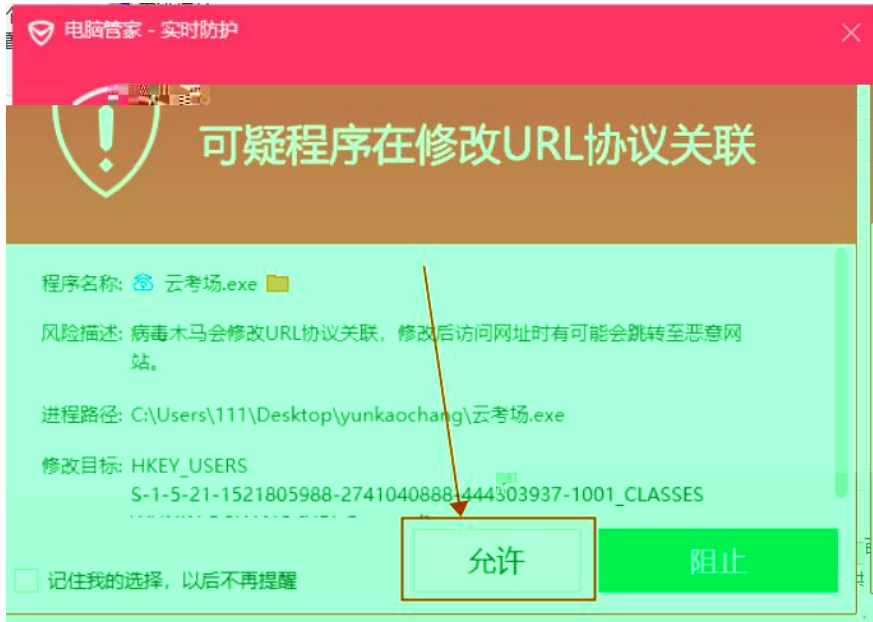 电脑管家 - 实时防护
可疑程序在修改URL协议关联
程序名称: 云考场.exe
风险描述: 病毒木马会修改URL协议关联，修改后访问网址时有可能会跳转至恶意网
站。
进程路径: C:\Users\111\Desktop\yunkaochang\云考场.exe
修改目标: HKEY_USERS
S-1-5-21-1521805988-2741040888-444303937-1001_CLASSES
记住我的选择，以后不再提醒
允许
阻止